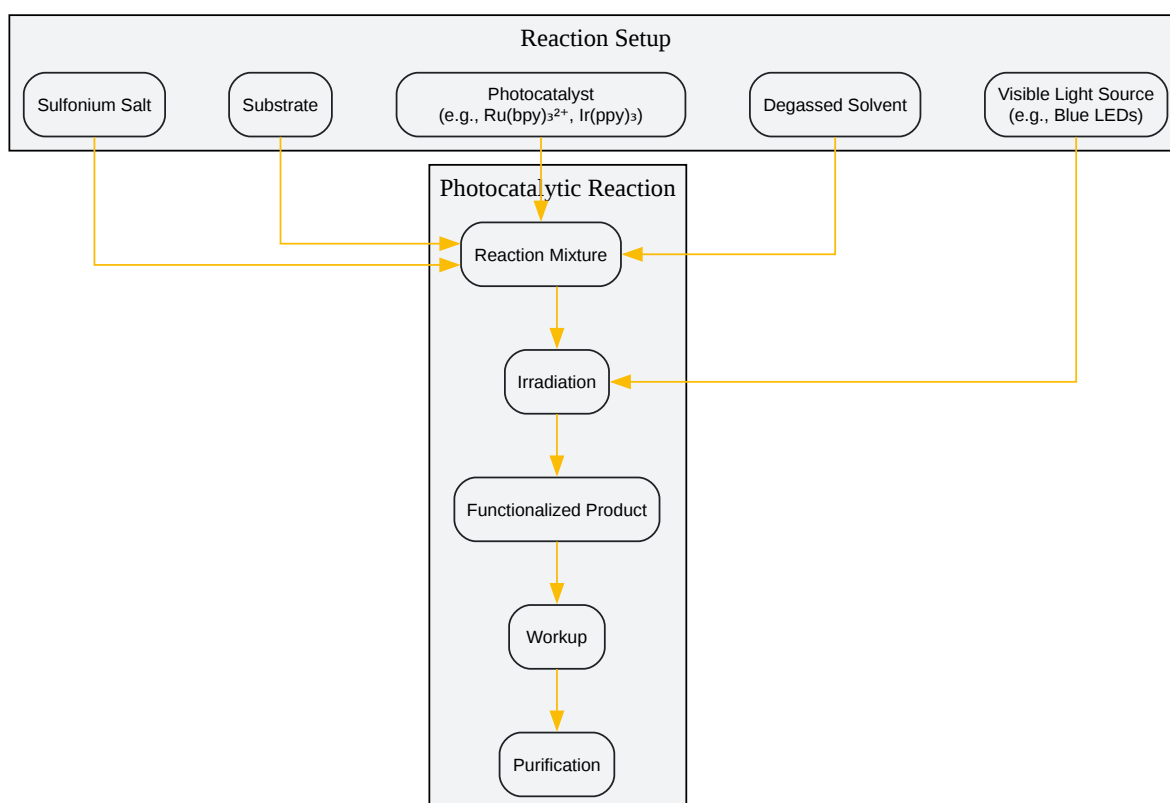 Reaction Setup
Sulfonium Salt
Substrate
Photocatalyst
(e.g., Ru(bpy)₃²⁺, Ir(ppy)₃)
Degassed Solvent
Visible Light Source
(e.g., Blue LEDs)
Photocatalytic Reaction
Reaction Mixture
Irradiation
Functionalized Product
Workup
Purification